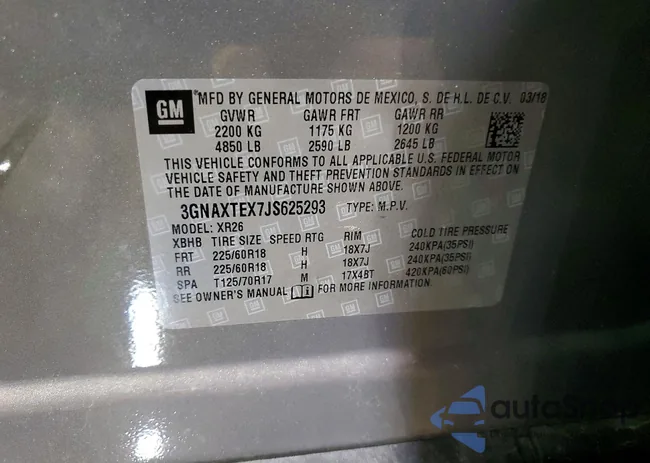 GM MFD BY GENERAL MOTORS DE MEXICO, S. DE H.L. DE C.V. 03/18
GVWR GAWR FRT GAWR RR
2200 KG 1175 KG 1200 KG
4850 LB 2590 LB 2645 LB
THIS VEHICLE CONFORMS TO ALL APPLICABLE U.S. FEDERAL MOTOR
VEHICLE SAFETY AND THEFT PREVENTION STANDARDS IN EFFECT ON
THE DATE OF MANUFACTURE SHOWN ABOVE.
3GNAXTEX7JS625293 TYPE: M.P.V.
MODEL: XR26
XBHB TIRE SIZE SPEED RTG RIM COLD TIRE PRESSURE
FRT 225/60R18 H 18X7J 240KPA(35PSI)
RR 225/60R18 H 18X7J 240KPA(35PSI)
SPA T125/70R17 M 17X4BT 420KPA(60PSI)
SEE OWNER'S MANUAL FOR MORE INFORMATION.